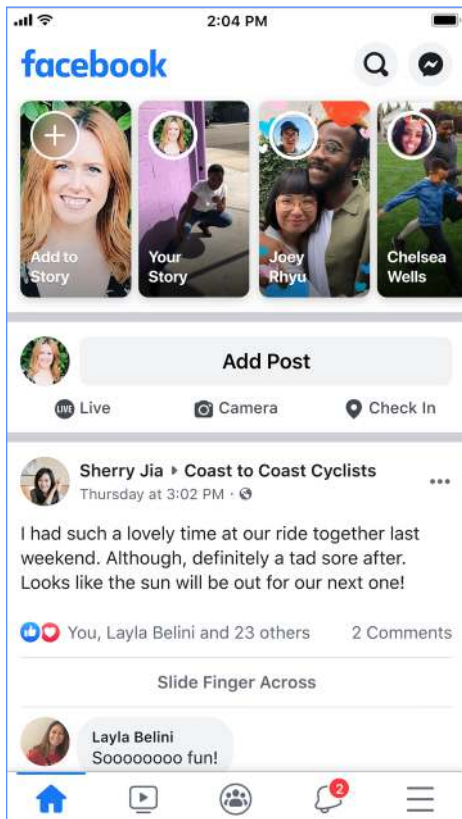 2:04 PM
facebook
Add to
Story
Your
Story
Joey
Rhyu
Chelsea
Wells
Add Post
LIVE Live
Camera
Check In
Sherry Jia ▸ Coast to Coast Cyclists
Thursday at 3:02 PM ·
I had such a lovely time at our ride together last
weekend. Although, definitely a tad sore after.
Looks like the sun will be out for our next one!
You, Layla Belini and 23 others 2 Comments
Slide Finger Across
Layla Belini
Soooooooo fun!
2